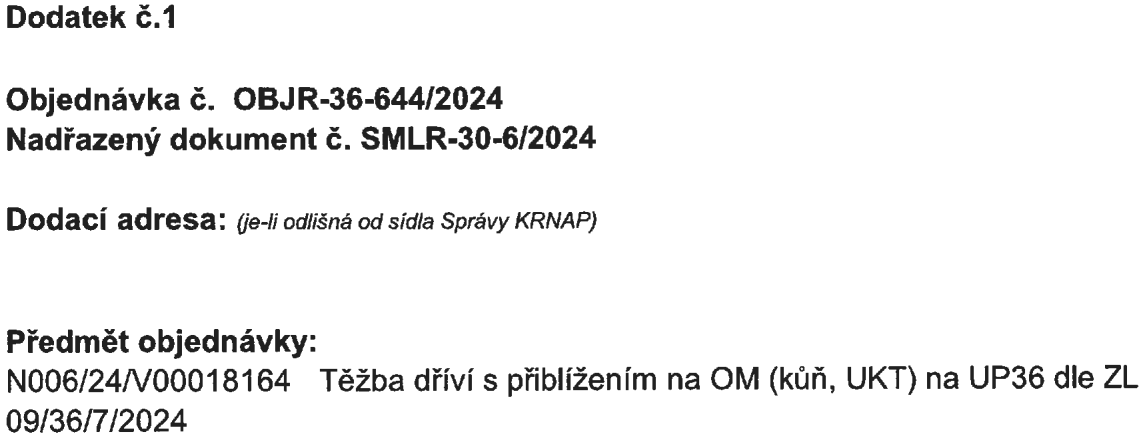 Dodatek č.1
Objednávka č. OBJR-36-644/2024
Nadřazený dokument č. SMLR-30-6/2024
Dodací adresa: (je-li odlišná od sídla Správy KRNAP)
Předmět objednávky:
N006/24/V00018164 Těžba dříví s přiblížením na OM (kůň, UKT) na UP36 dle ZL
09/36/7/2024